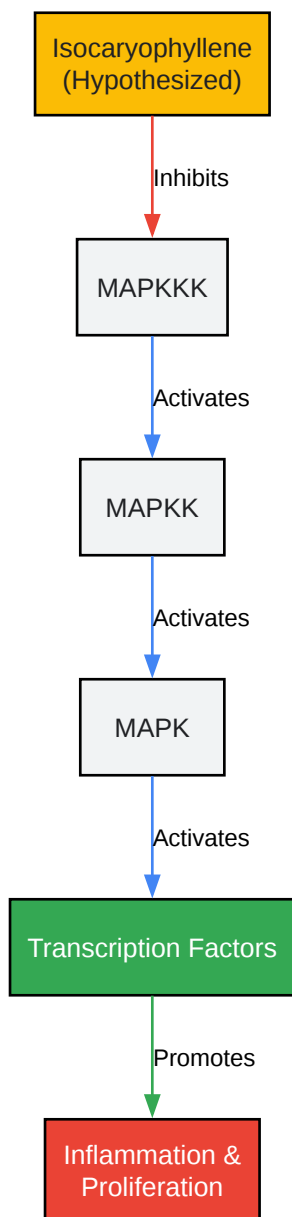 Isocaryophyllene
(Hypothesized)
Inhibits
MAPKKK
Activates
MAPKK
Activates
MAPK
Activates
Transcription Factors
Promotes
Inflammation &
Proliferation